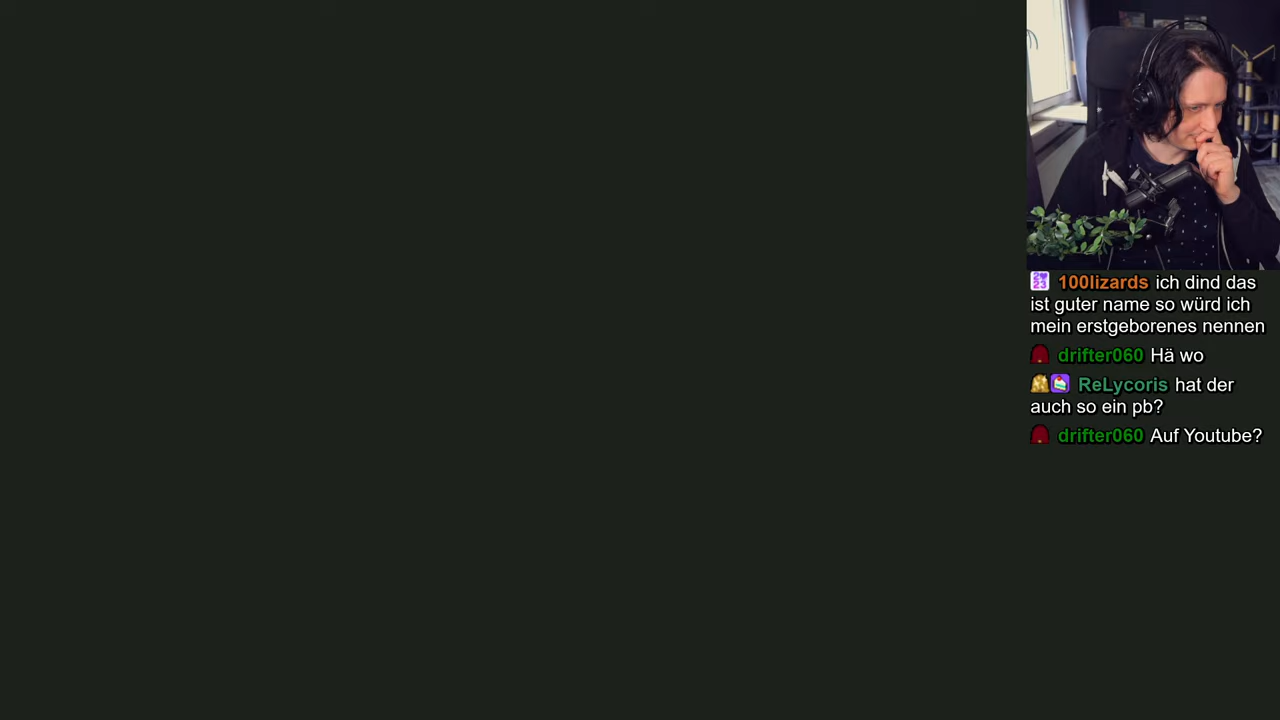 100lizards ich dind das
ist guter name so würd ich
mein erstgeborenes nennen
drifter060 Hä wo
ReLycoris hat der
auch so ein pb?
drifter060 Auf Youtube?